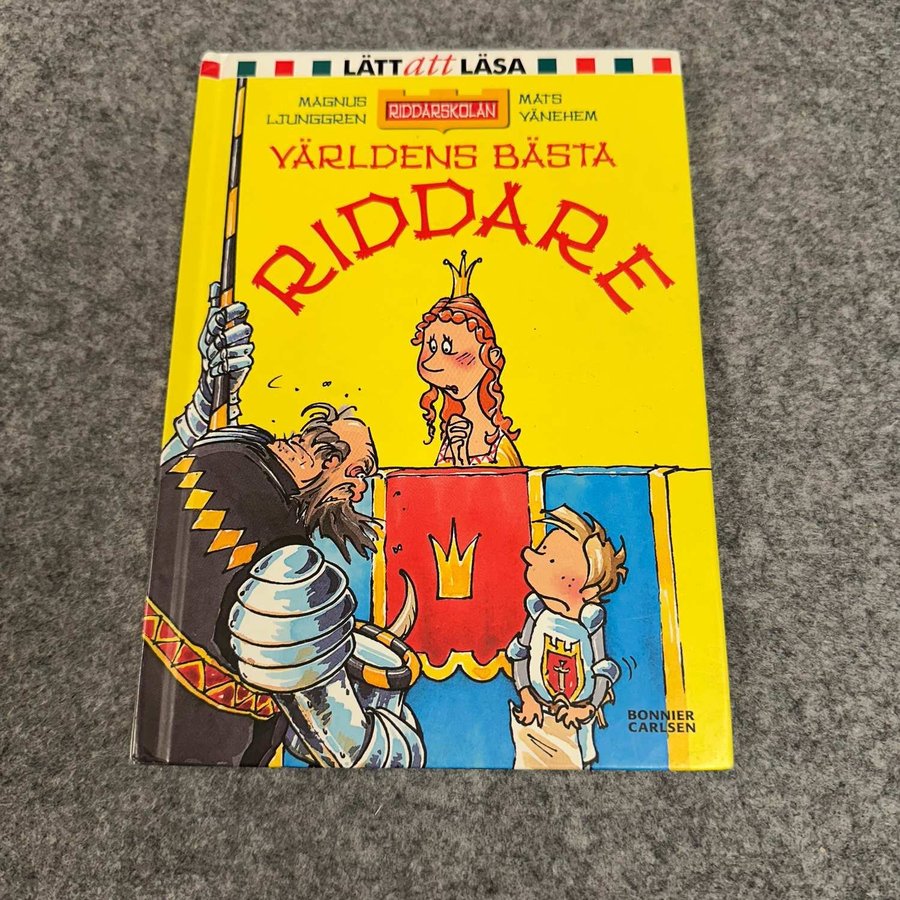 LÄTT att LÄSA
MAGNUS LJUNGGREN
RIDDARSKOLAN
MATS VÄNEHEM
VÄRLDENS BÄSTA
RIDDARE
BONNIER
CARLSEN